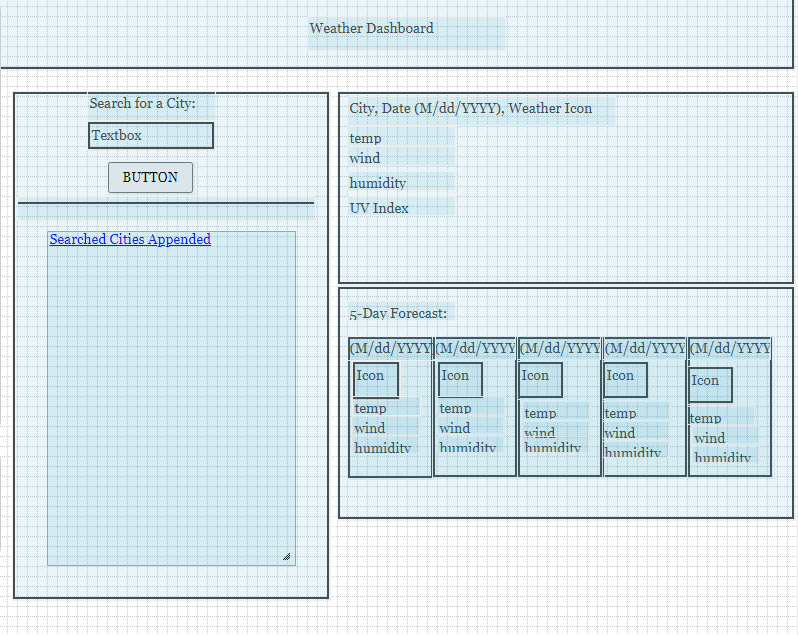 Weather Dashboard
Search for a City:
Textbox
BUTTON
Searched Cities Appended
City, Date (M/dd/YYYY), Weather Icon
temp
wind
humidity
UV Index
5-Day Forecast:
(M/dd/YYYY
Icon
temp
wind
humidity
(M/dd/YYYY
Icon
temp
wind
humidity
(M/dd/YYYY
Icon
temp
wind
humidity
(M/dd/YYYY
Icon
temp
wind
humidity
(M/dd/YYYY
Icon
temp
wind
humidity